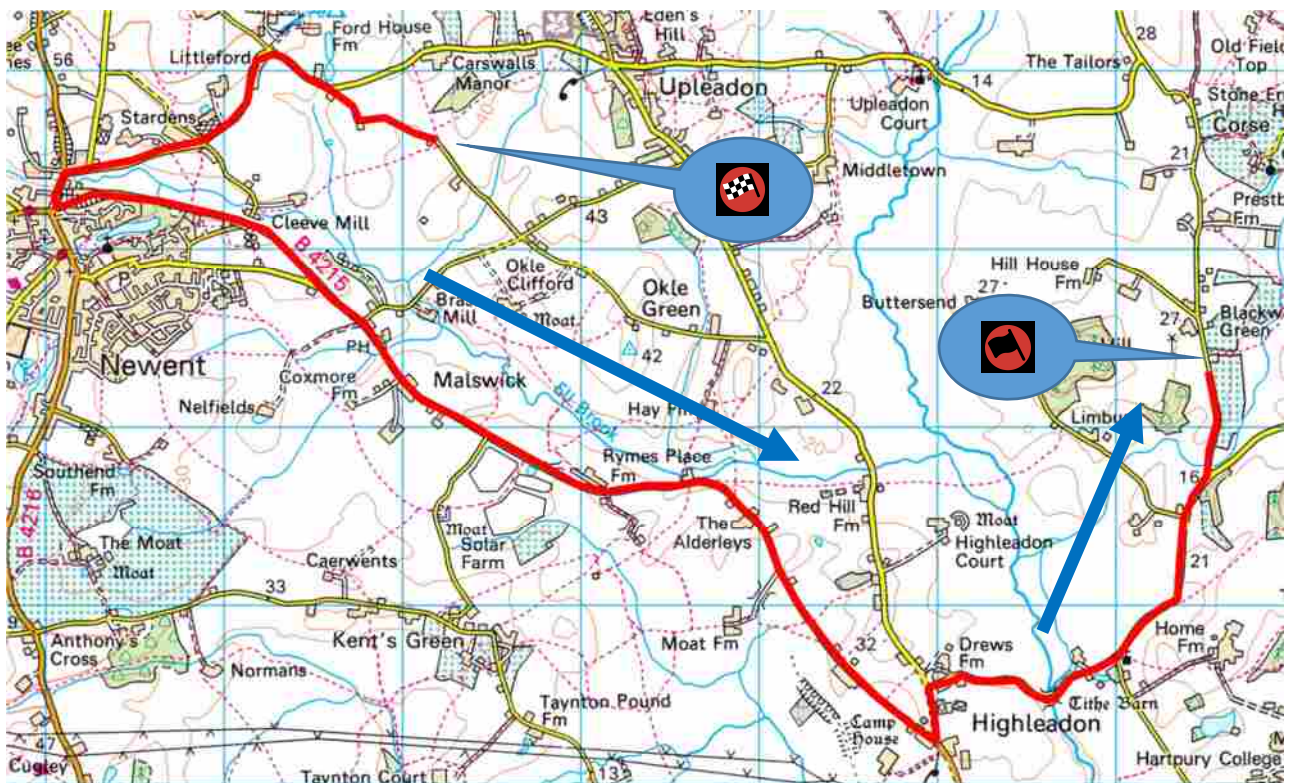 Ford House
Fm
Eden's
Hill
28
Old Field
Top
Littleford
56
Carswalls
Manor
The Tailors
14
Upleadon
Upleadon
Court
Stardens
Corse
21
Middletown
43
Cleeve Mill
Fm
B 4215
Okle
Clifford
Okle
Green
Hill House
Fm
27
Buttersend
27
Green
Mill
Moat
P
PH
42
Newent
Malswick
Coxmore
Fm
22
Nelfields
Hay
Ell Brook
Southend
Fm
Rymes Place
Fm
16
Red Hill
Fm
Moat
Highleadon
Court
The
Alderleys
B 4216
The Moat
Moat
Moat
Solar
Farm
Caerwents
21
33
Anthony's
Cross
Kent's Green
Moat Fm
32
Drews
Fm
Home
Fm
Normans
Taynton Pound
Fm
Camp
House
Highleadon
Tithe Barn
47
Cugley
Taynton Court
13
Hartpury College